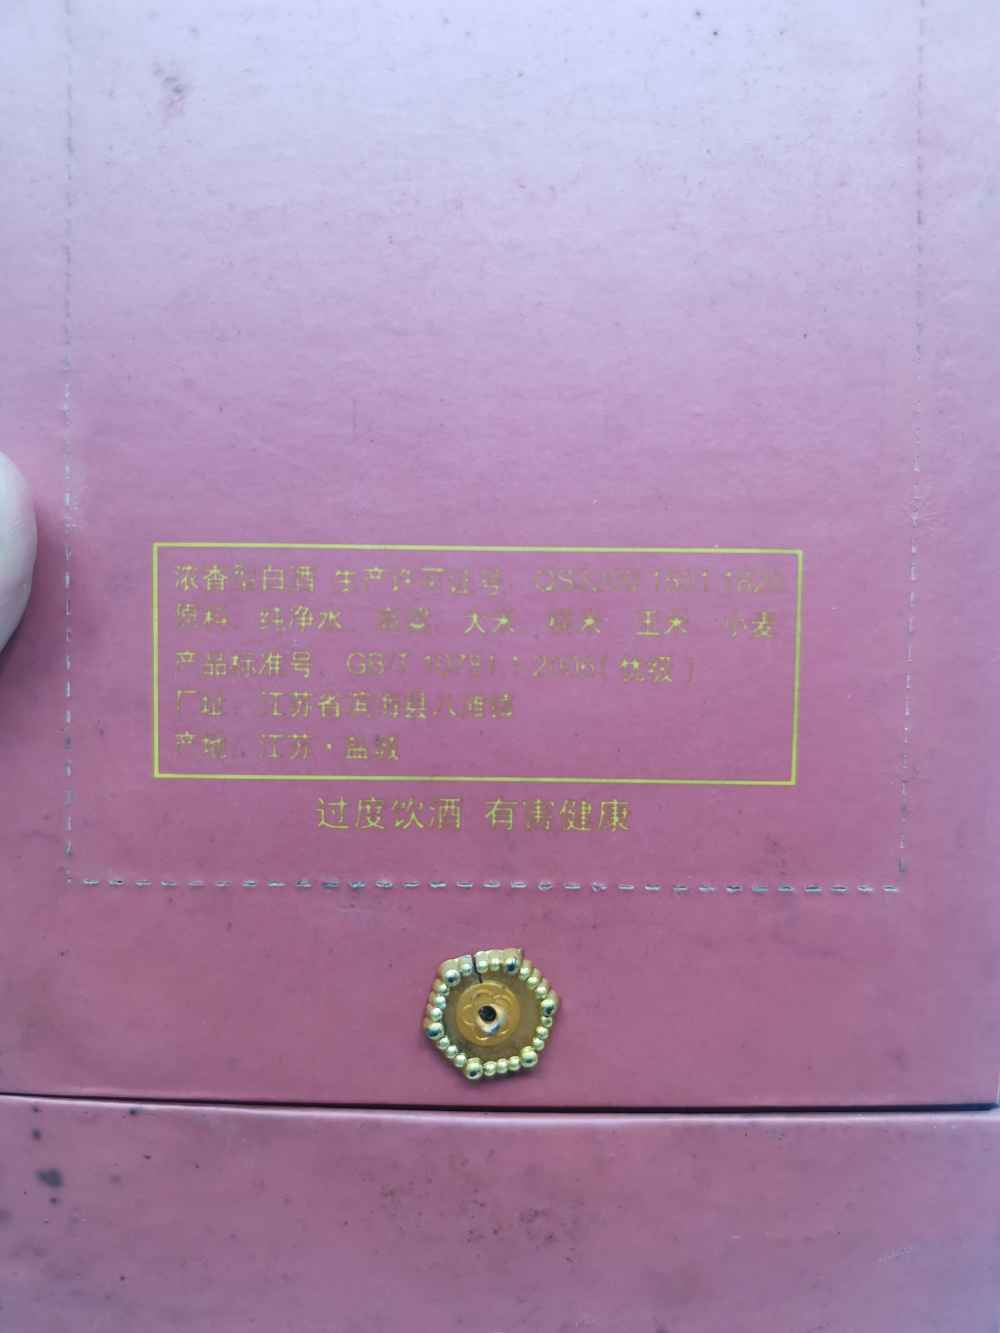 浓香型白酒 生产许可证号: QS3209 1501 1623
原料: 纯净水、高粱、大米、糯米、玉米、小麦
产品标准号: GB/T 10781.1-2006(优级)
厂址: 江苏省滨海县八滩镇
产地: 江苏·盐城
过度饮酒 有害健康